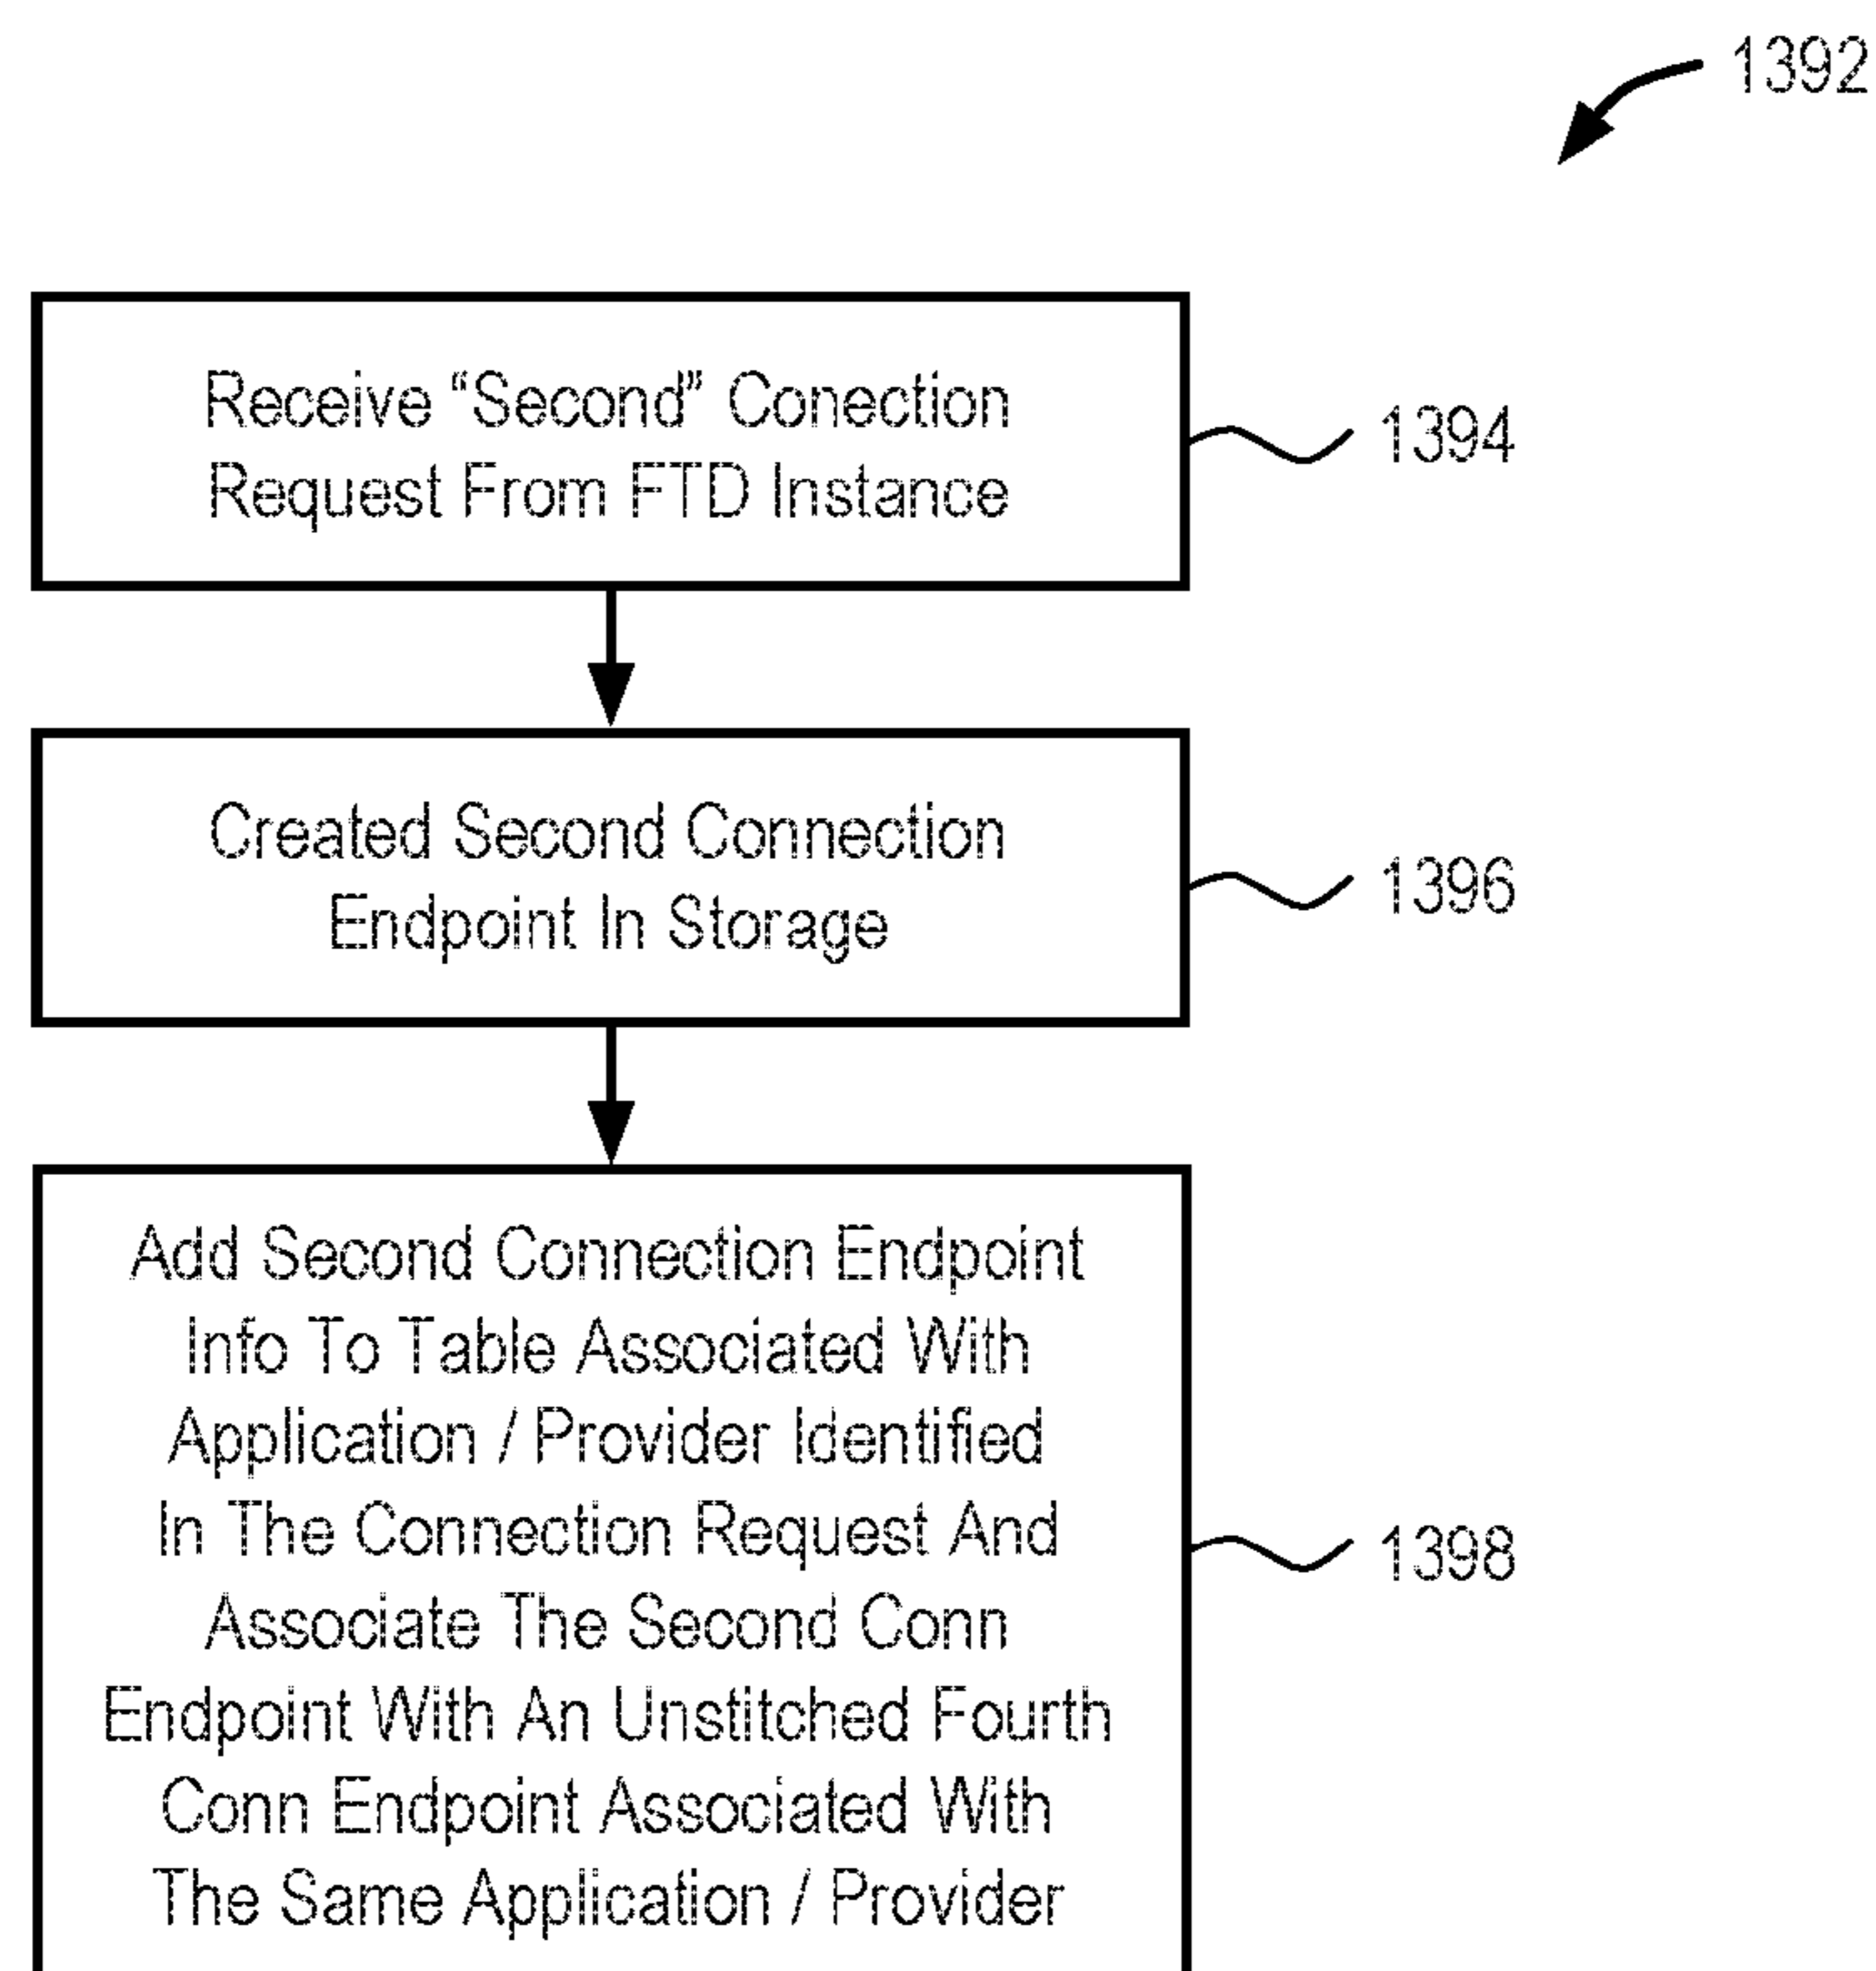 1392
Receive “Second” Conection
Request From FTD Instance
1394
Created Second Connection
Endpoint In Storage
1396
Add Second Connection Endpoint
Info To Table Associated With
Application / Provider Identified
In The Connection Request And
Associate The Second Conn
Endpoint With An Unstitched Fourth
Conn Endpoint Associated With
The Same Application / Provider
1398